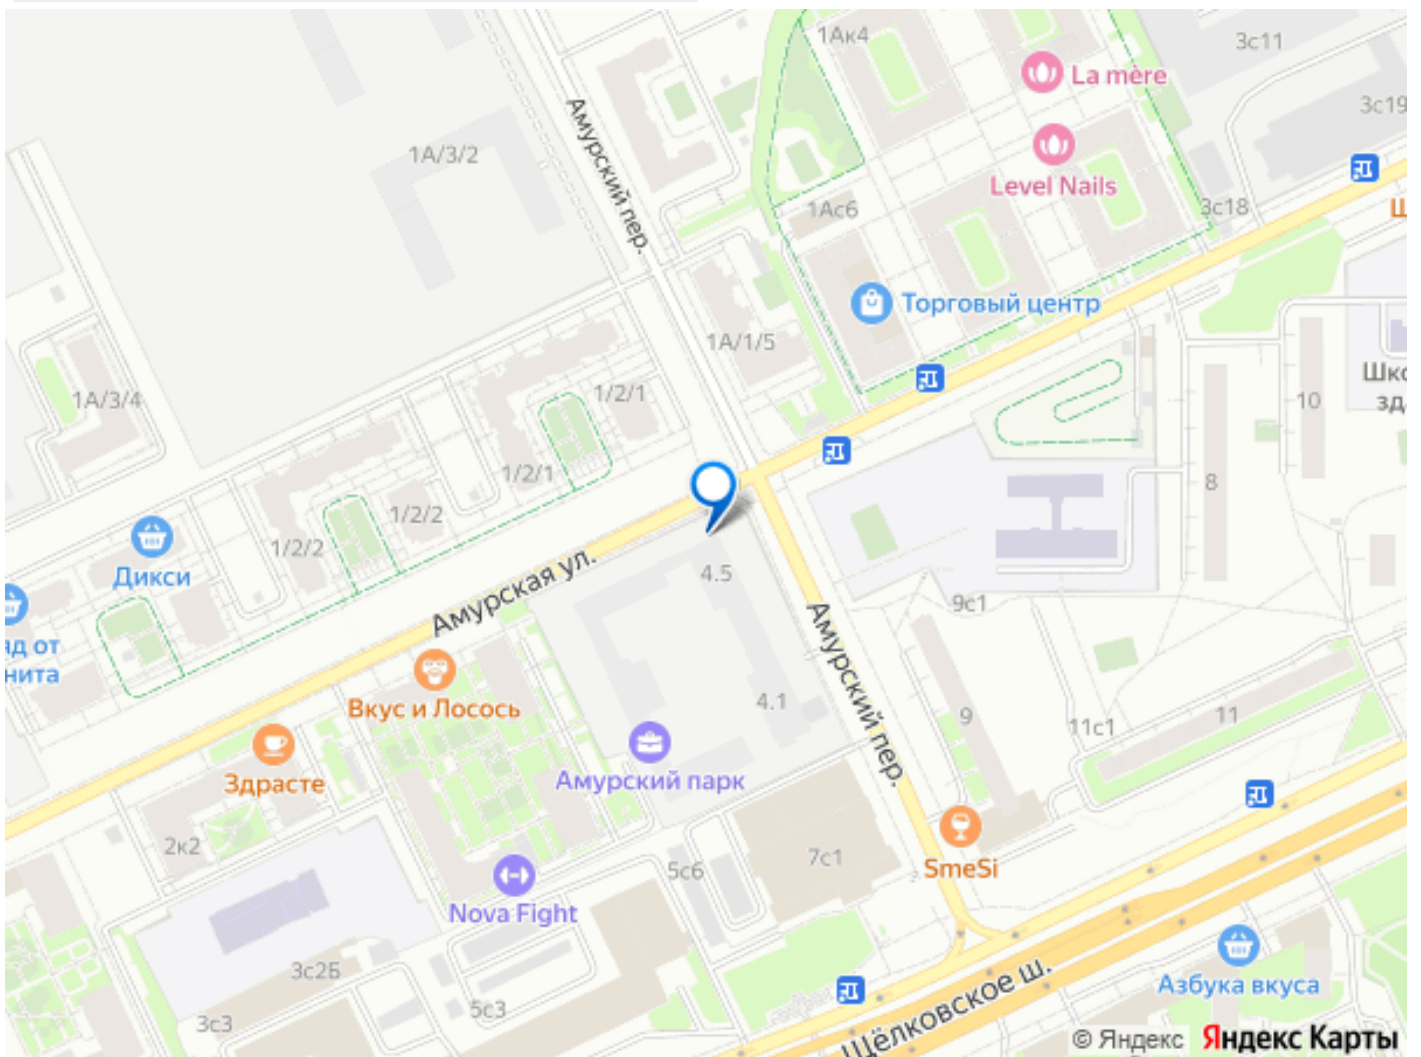 1Ак4
3с11
La mère
3с19
Амурский пер.
1А/3/2
Level Nails
1Ас6
3с18
Торговый центр
1А/1/5
1/2/1
1А/3/4
10
1/2/1
8
1/2/2
1/2/2
Дикси
4.5
Амурская ул.
9с1
Амурский пер.
яд от
нита
Вкус и Лосось
4.1
9
11с1
11
Здрасте
Амурский парк
2к2
7с1
5с6
SmeSi
Nova Fight
3с2Б
Азбука вкуса
5с3
3с3
Щёлковское ш.
© Яндекс Яндекс Карты